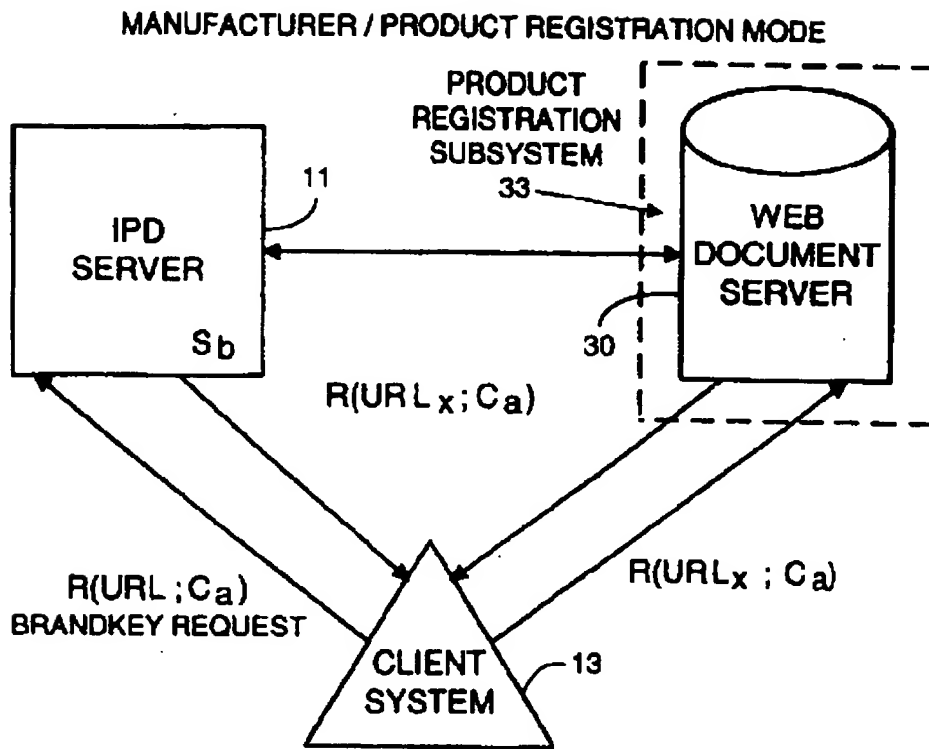 MANUFACTURER / PRODUCT REGISTRATION MODE
PRODUCT
REGISTRATION
SUBSYSTEM
33
11
IPD
SERVER
Sb
WEB
DOCUMENT
SERVER
30
R(URLx; Ca)
R(URL; Ca)
BRANDKEY REQUEST
R(URLx; Ca)
CLIENT
SYSTEM
13